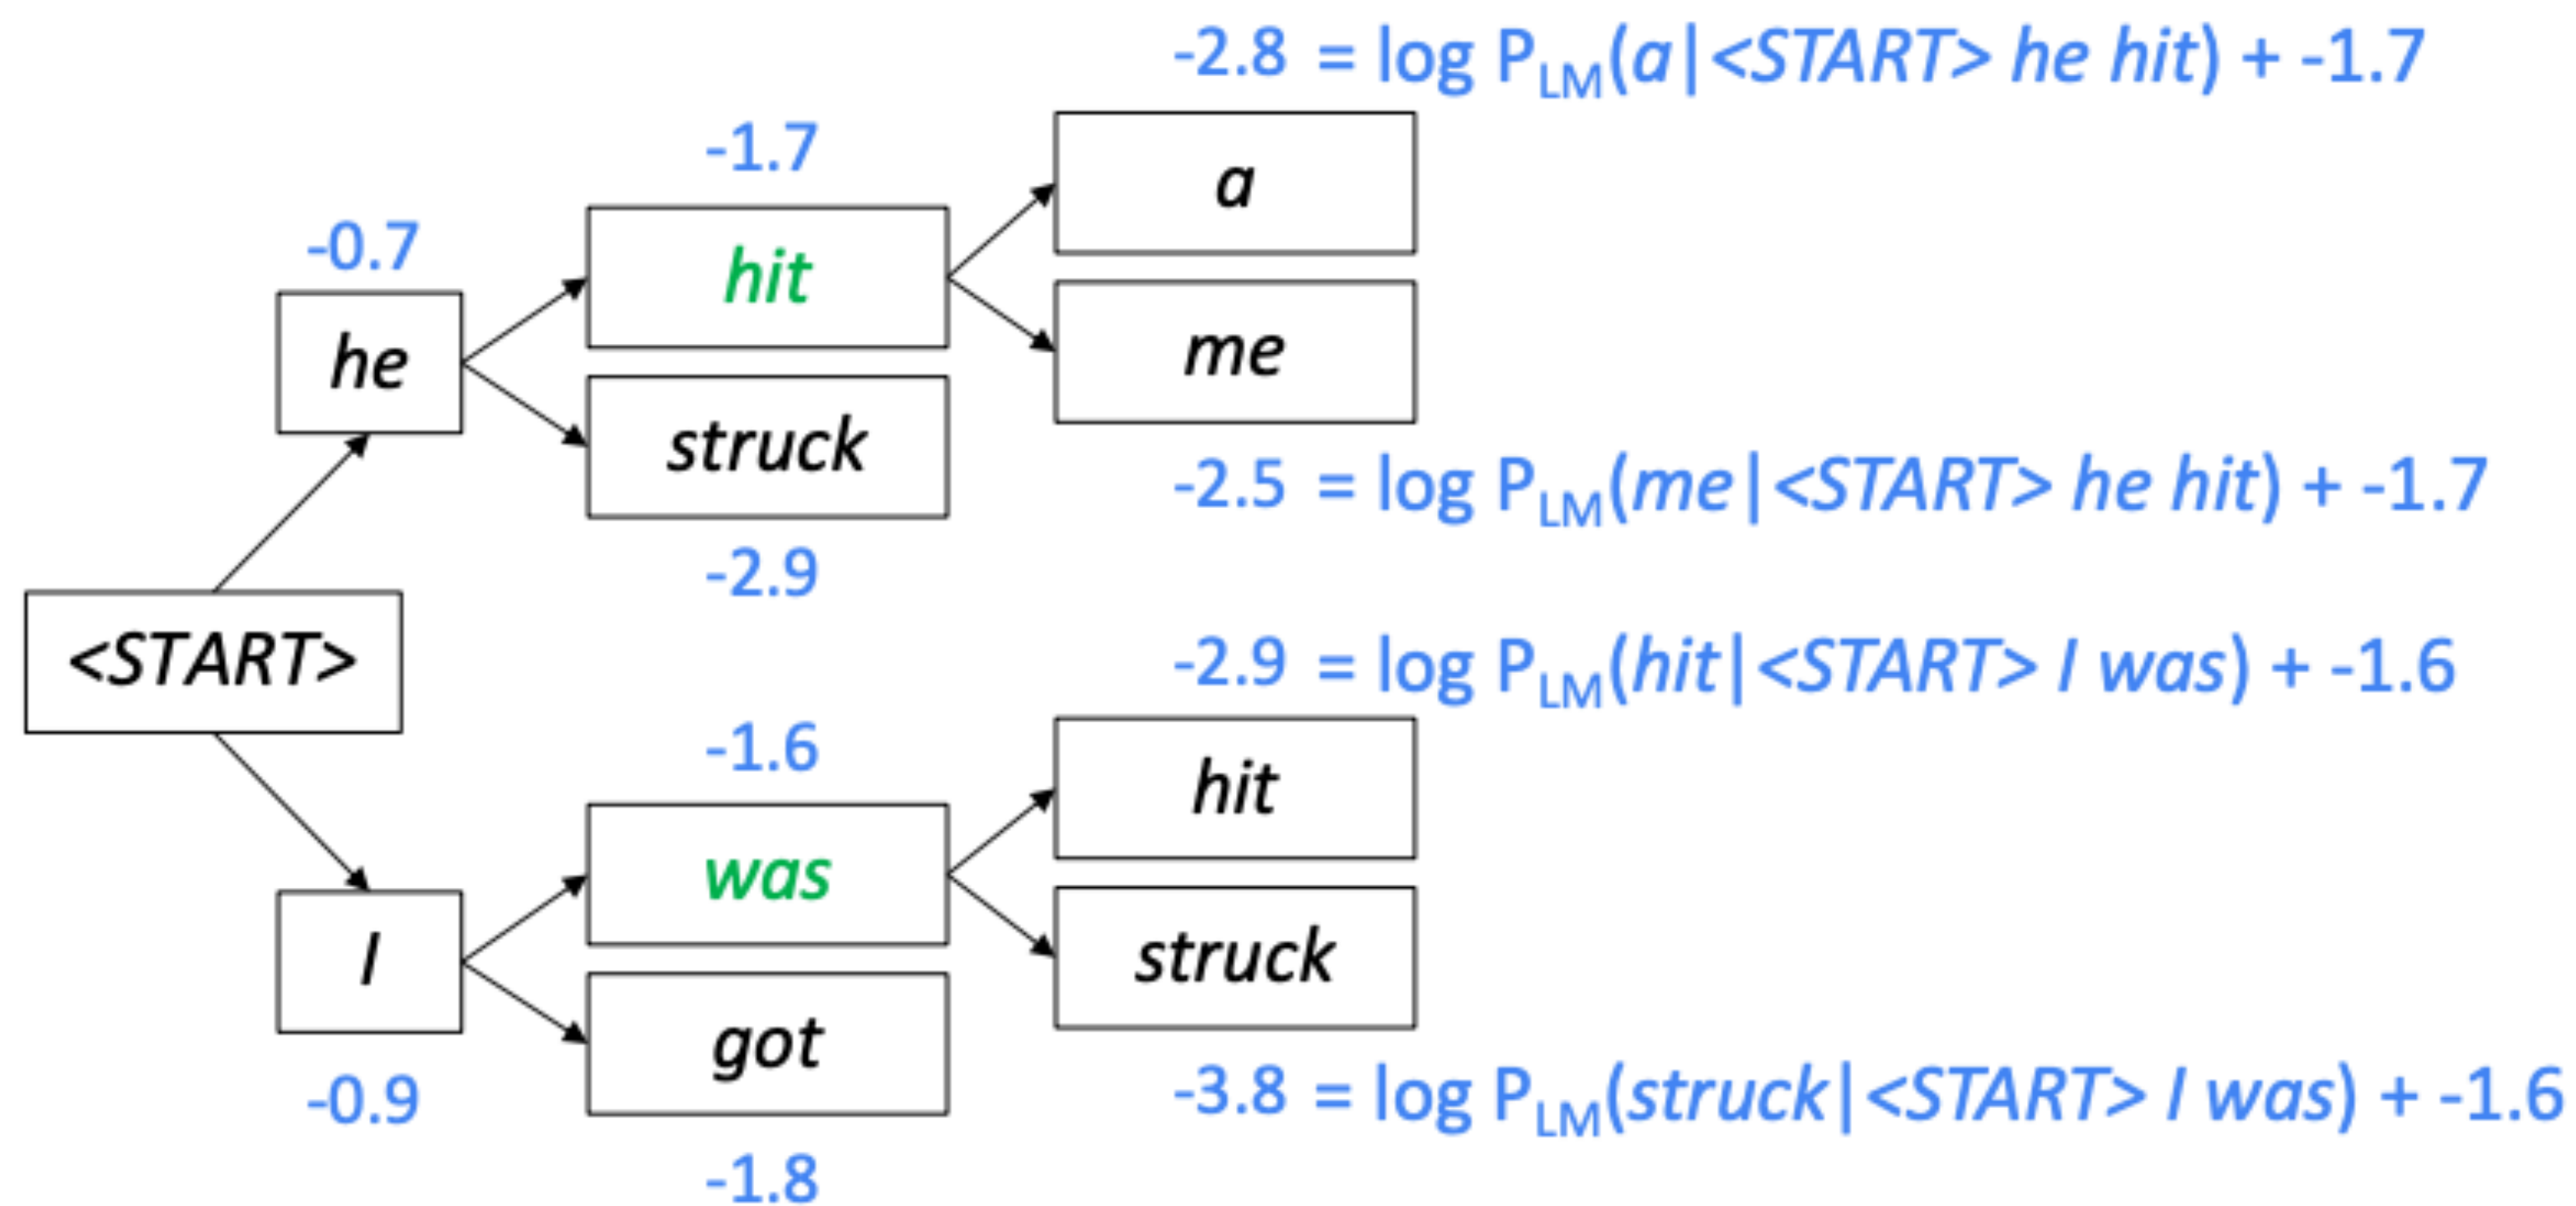 -2.8 = log P_LM(a|<START> he hit) + -1.7
-1.7
a
-0.7
hit
me
he
struck
-2.5 = log P_LM(me|<START> he hit) + -1.7
-2.9
<START>
-2.9 = log P_LM(hit|<START> I was) + -1.6
-1.6
hit
was
I
struck
got
-0.9
-3.8 = log P_LM(struck|<START> I was) + -1.6
-1.8